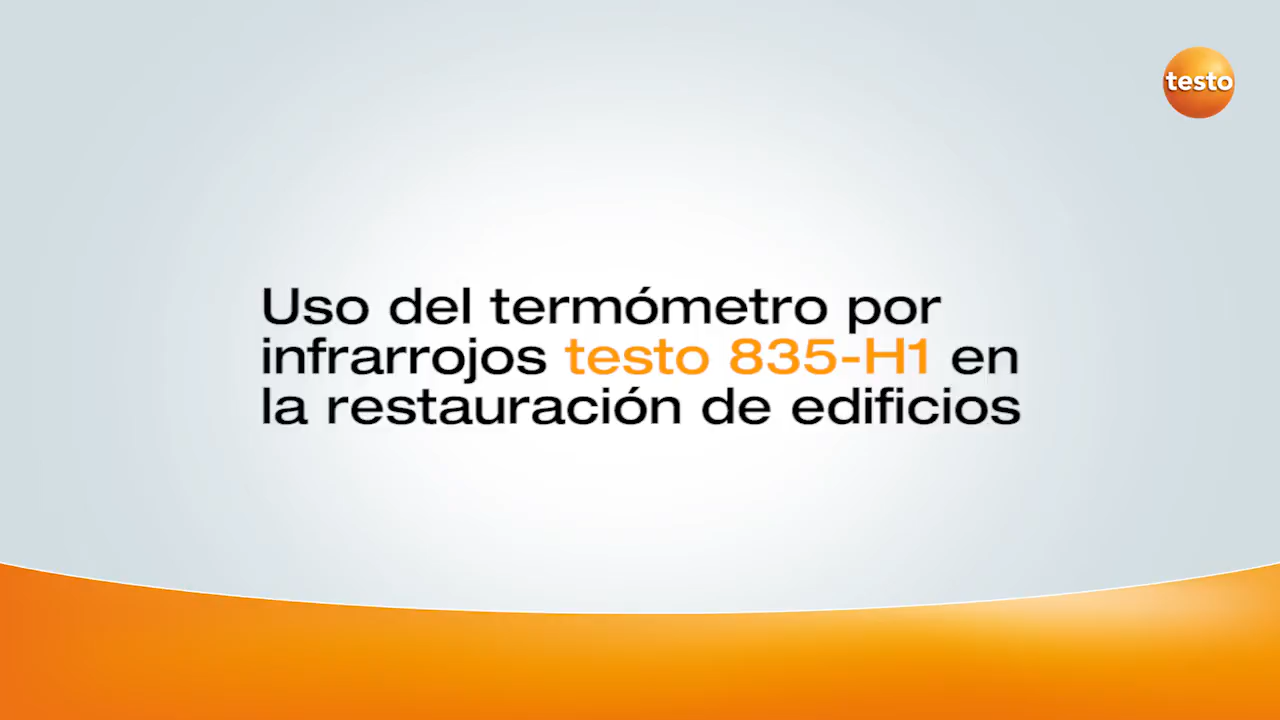 testo
Uso del termómetro por
infrarrojos testo 835-H1 en
la restauración de edificios